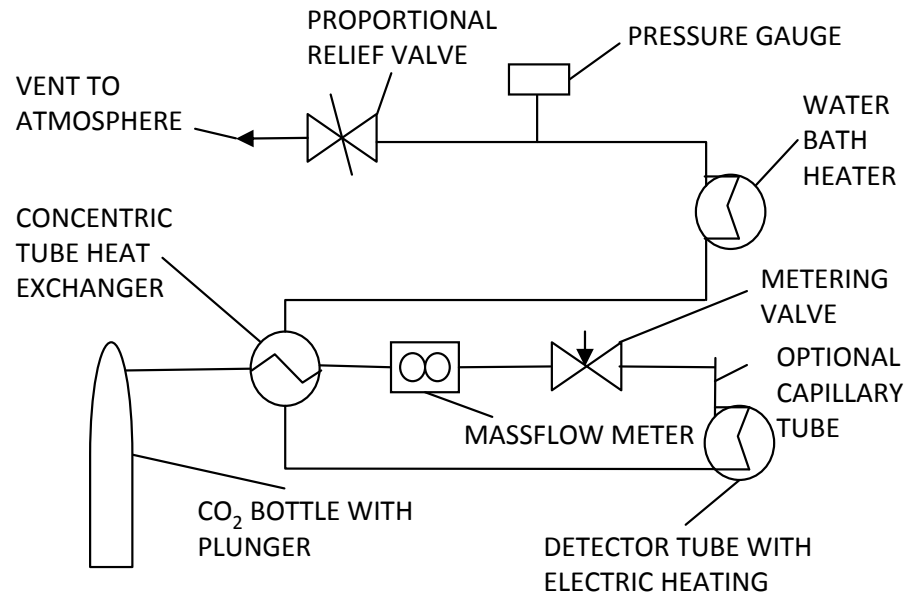 PROPORTIONAL
RELIEF VALVE
PRESSURE GAUGE
VENT TO
ATMOSPHERE
WATER
BATH
HEATER
CONCENTRIC
TUBE HEAT
EXCHANGER
METERING
VALVE
OPTIONAL
CAPILLARY
TUBE
MASSFLOW METER
CO₂ BOTTLE WITH
PLUNGER
DETECTOR TUBE WITH
ELECTRIC HEATING